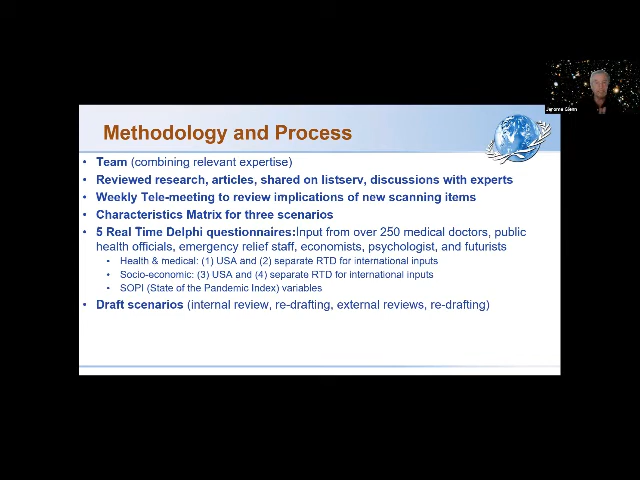 Methodology and Process
Jerome Glenn
• Team (combining relevant expertise)
• Reviewed research, articles, shared on listserv, discussions with experts
• Weekly Tele-meeting to review implications of new scanning items
• Characteristics Matrix for three scenarios
• 5 Real Time Delphi questionnaires:Input from over 250 medical doctors, public
health officials, emergency relief staff, economists, psychologist, and futurists
• Health & medical: (1) USA and (2) separate RTD for international inputs
• Socio-economic: (3) USA and (4) separate RTD for international inputs
• SOPI (State of the Pandemic Index) variables
• Draft scenarios (internal review, re-drafting, external reviews, re-drafting)